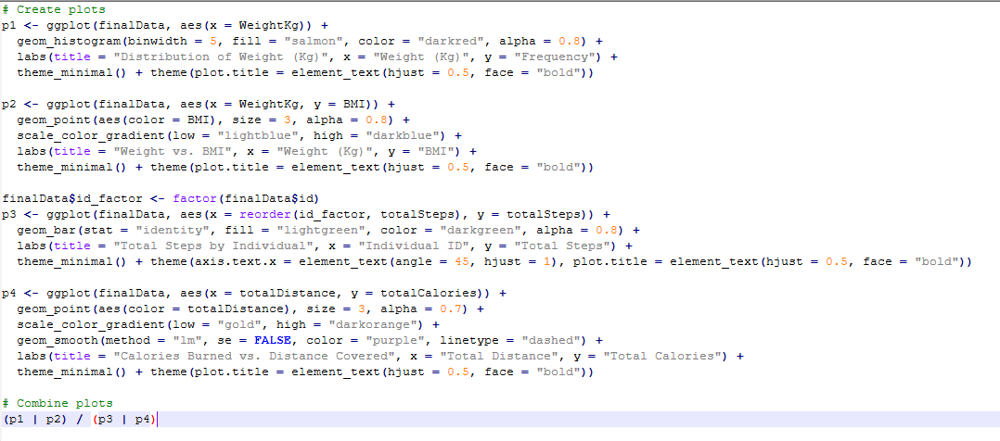 # Create plots
p1 <- ggplot(finalData, aes(x = WeightKg)) +
  geom_histogram(binwidth = 5, fill = "salmon", color = "darkred", alpha = 0.8) +
  labs(title = "Distribution of Weight (Kg)", x = "Weight (Kg)", y = "Frequency") +
  theme_minimal() + theme(plot.title = element_text(hjust = 0.5, face = "bold"))

p2 <- ggplot(finalData, aes(x = WeightKg, y = BMI)) +
  geom_point(aes(color = BMI), size = 3, alpha = 0.8) +
  scale_color_gradient(low = "lightblue", high = "darkblue") +
  labs(title = "Weight vs. BMI", x = "Weight (Kg)", y = "BMI") +
  theme_minimal() + theme(plot.title = element_text(hjust = 0.5, face = "bold"))

finalData$id_factor <- factor(finalData$id)
p3 <- ggplot(finalData, aes(x = reorder(id_factor, totalSteps), y = totalSteps)) +
  geom_bar(stat = "identity", fill = "lightgreen", color = "darkgreen", alpha = 0.8) +
  labs(title = "Total Steps by Individual", x = "Individual ID", y = "Total Steps") +
  theme_minimal() + theme(axis.text.x = element_text(angle = 45, hjust = 1), plot.title = element_text(hjust = 0.5, face = "bold"))

p4 <- ggplot(finalData, aes(x = totalDistance, y = totalCalories)) +
  geom_point(aes(color = totalDistance), size = 3, alpha = 0.7) +
  scale_color_gradient(low = "gold", high = "darkorange") +
  geom_smooth(method = "lm", se = FALSE, color = "purple", linetype = "dashed") +
  labs(title = "Calories Burned vs. Distance Covered", x = "Total Distance", y = "Total Calories") +
  theme_minimal() + theme(plot.title = element_text(hjust = 0.5, face = "bold"))

# Combine plots
(p1 | p2) / (p3 | p4)